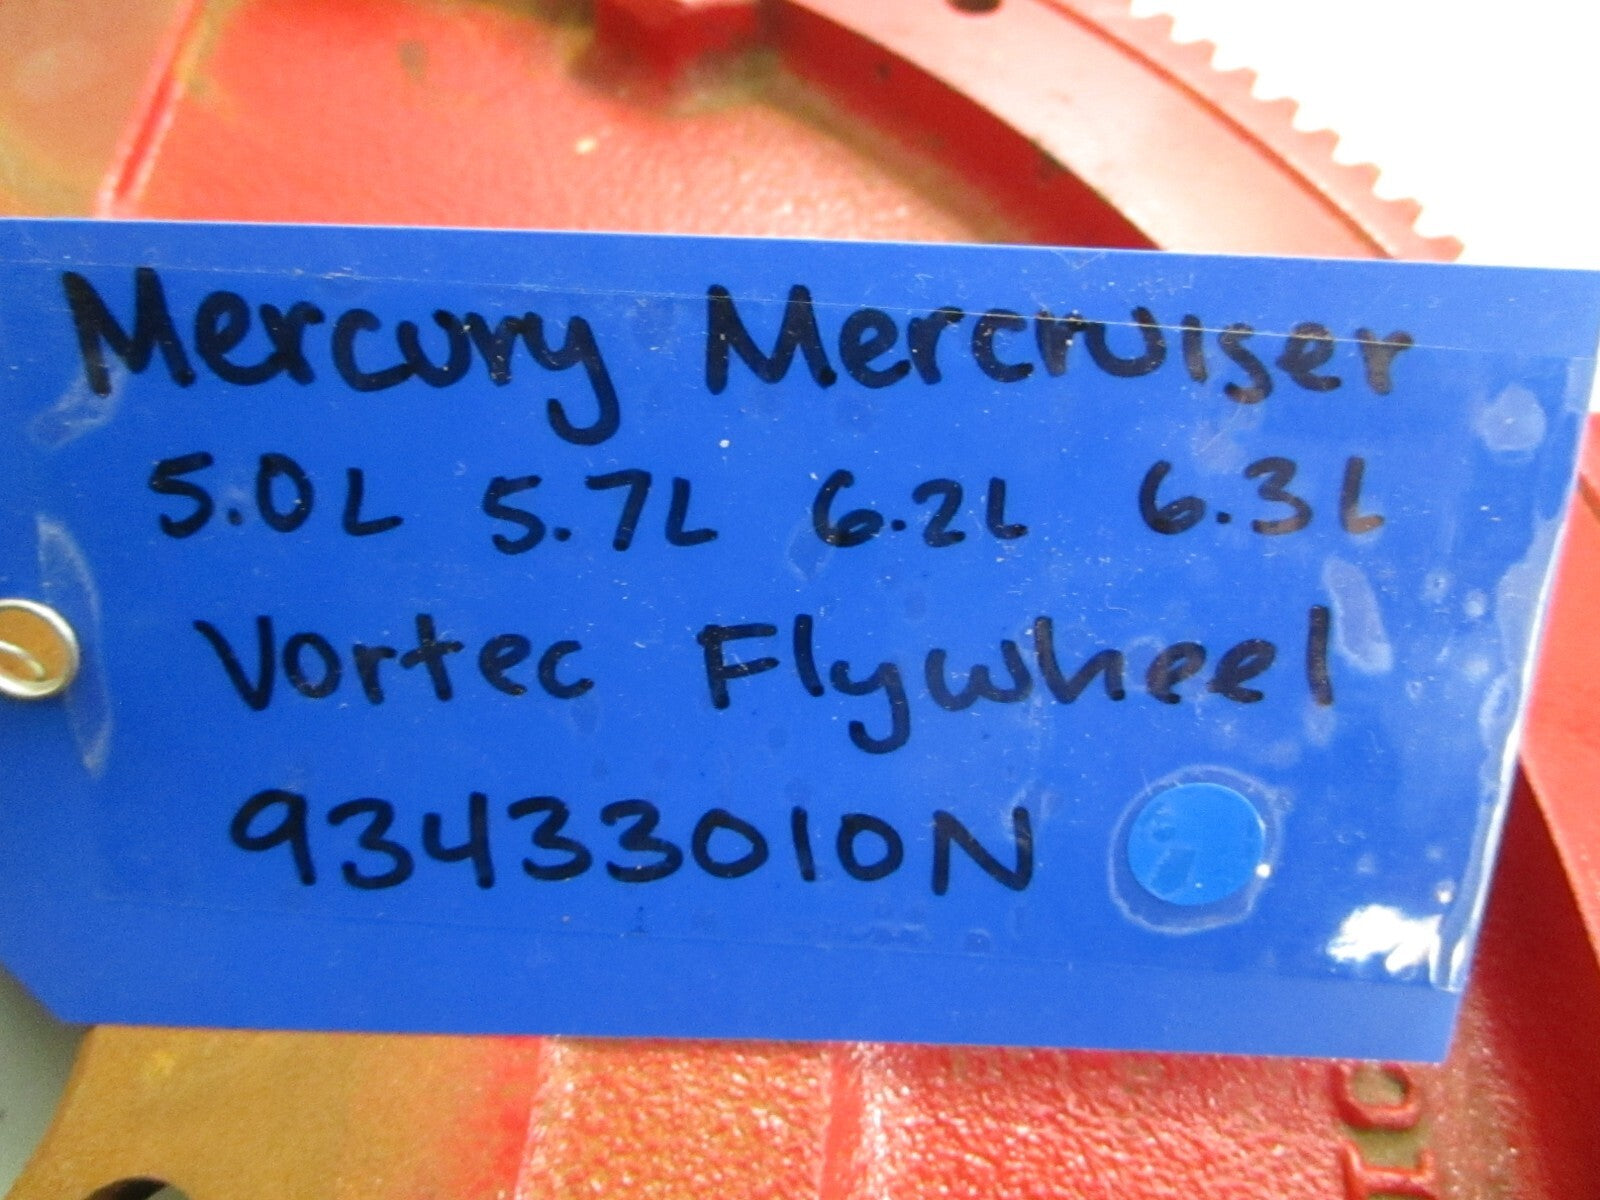 Mercury Mercruiser
5.0L 5.7L 6.2L 6.3L
Vortec Flywheel
93433010N